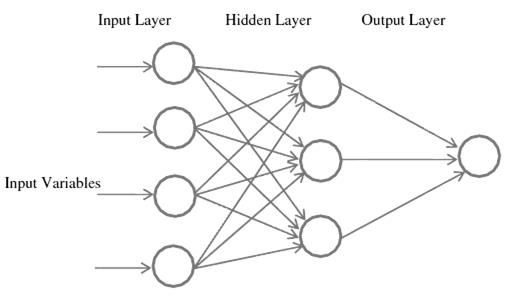 Input Layer
Hidden Layer
Output Layer
Input Variables